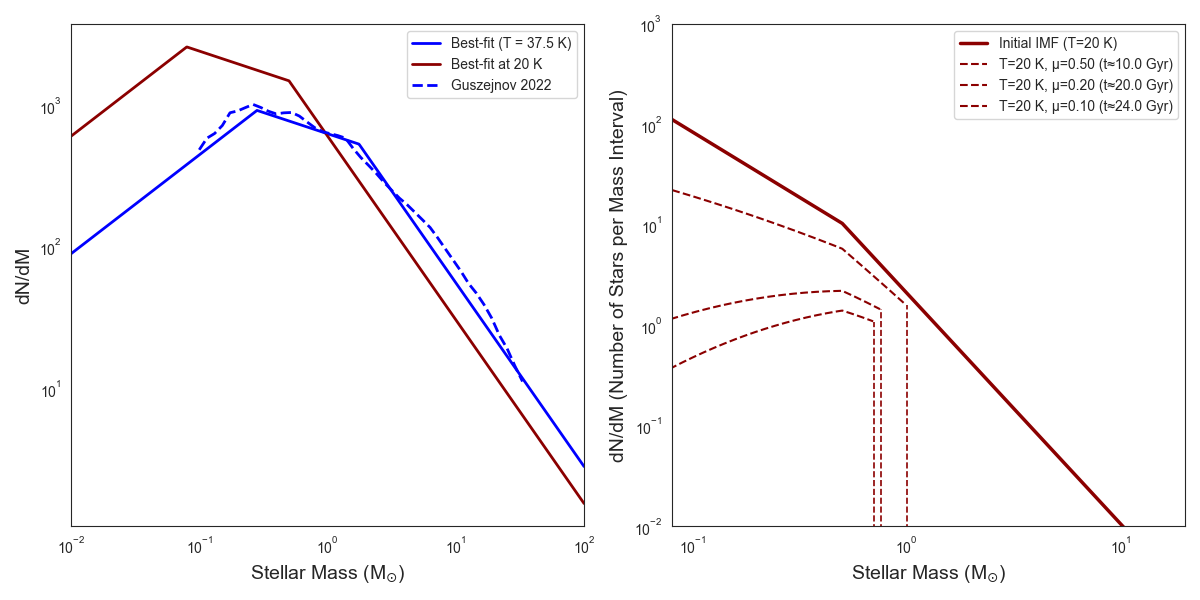 Best-fit (T = 37.5 K)
Best-fit at 20 K
Guszejnov 2022
dN/dM
10³
10²
10¹
10⁻²
10⁻¹
10⁰
10¹
10²
Stellar Mass (M⊙)
Initial IMF (T=20 K)
T=20 K, μ=0.50 (t≈10.0 Gyr)
T=20 K, μ=0.20 (t≈20.0 Gyr)
T=20 K, μ=0.10 (t≈24.0 Gyr)
dN/dM (Number of Stars per Mass Interval)
10³
10²
10¹
10⁰
10⁻¹
10⁻²
10⁻¹
10⁰
10¹
Stellar Mass (M⊙)